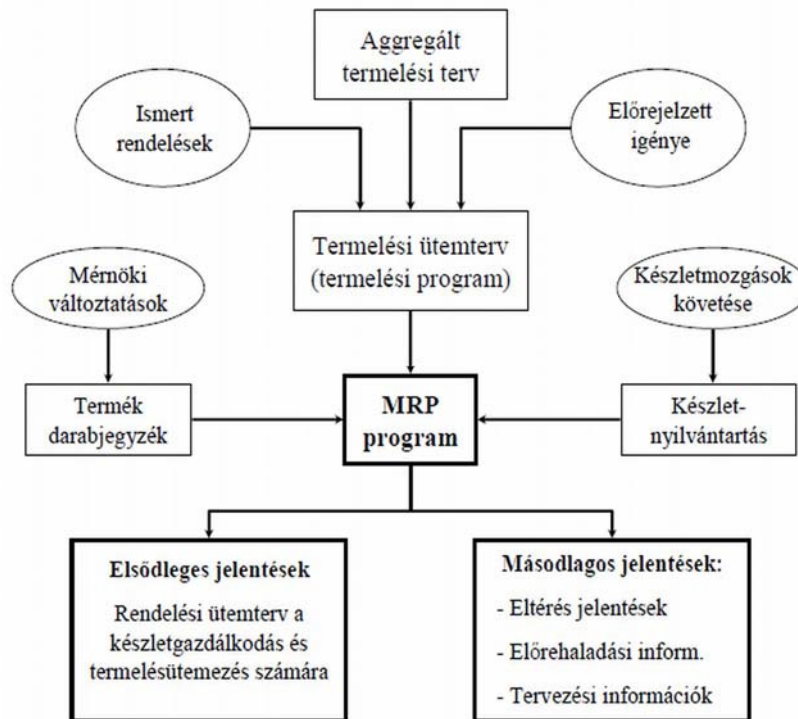 Aggregált
termelési terv
Ismert
rendelések
Előrejelzett
igénye
Termelési ütemterv
(termelési program)
Mérnöki
változtatások
Készletmozgások
követése
Termék
darabjegyzék
MRP
program
Készlet-
nyilvántartás
Elsődleges jelentések
Rendelési ütemterv a
készletgazdálkodás és
termelésütemezés számára
Másodlagos jelentések:
- Eltérés jelentések
- Előrehaladási inform.
- Tervezési információk